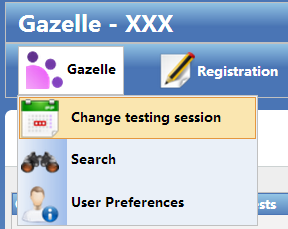 Gazelle - XXX
Gazelle
Registration
Change testing session
Search
User Preferences